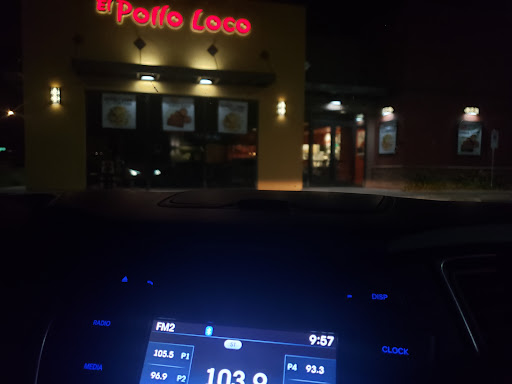 El Pollo Loco
DISP
FM2 9:57
RADIO
51
CLOCK
105.5 P1
P4 93.3
MEDIA
96.9 P2
103.9